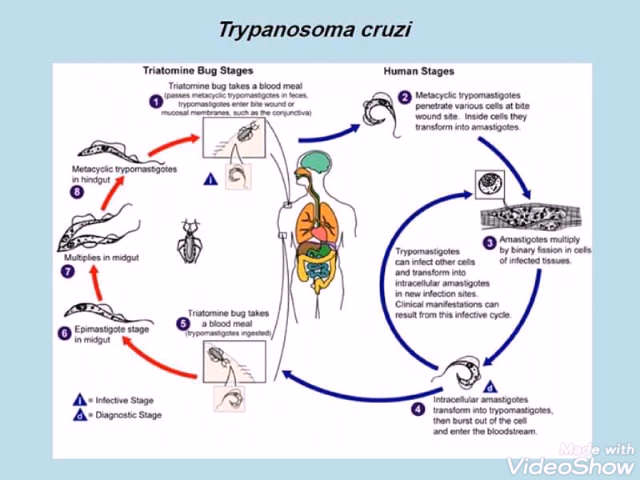 Trypanosoma cruzi
Triatomine Bug Stages
Human Stages
1
Triatomine bug takes a blood meal
(passes metacyclic trypomastigotes in feces,
trypomastigotes enter bite wound or
mucosal membranes, such as the conjunctiva)
2
Metacyclic trypomastigotes
penetrate various cells at bite
wound site. Inside cells they
transform into amastigotes.
i
3
Amastigotes multiply
by binary fission in cells
of infected tissues.
Trypomastigotes
can infect other cells
and transform into
intracellular amastigotes
in new infection sites.
Clinical manifestations can
result from this infective cycle.
d
4
Intracellular amastigotes
transform into trypomastigotes,
then burst out of the cell
and enter the bloodstream.
5
Triatomine bug takes
a blood meal
(trypomastigotes ingested)
6
Epimastigote stage
in midgut
Multiplies in midgut
7
Metacyclic trypomastigotes
in hindgut
8
i = Infective Stage
d = Diagnostic Stage
Made with
VideoShow